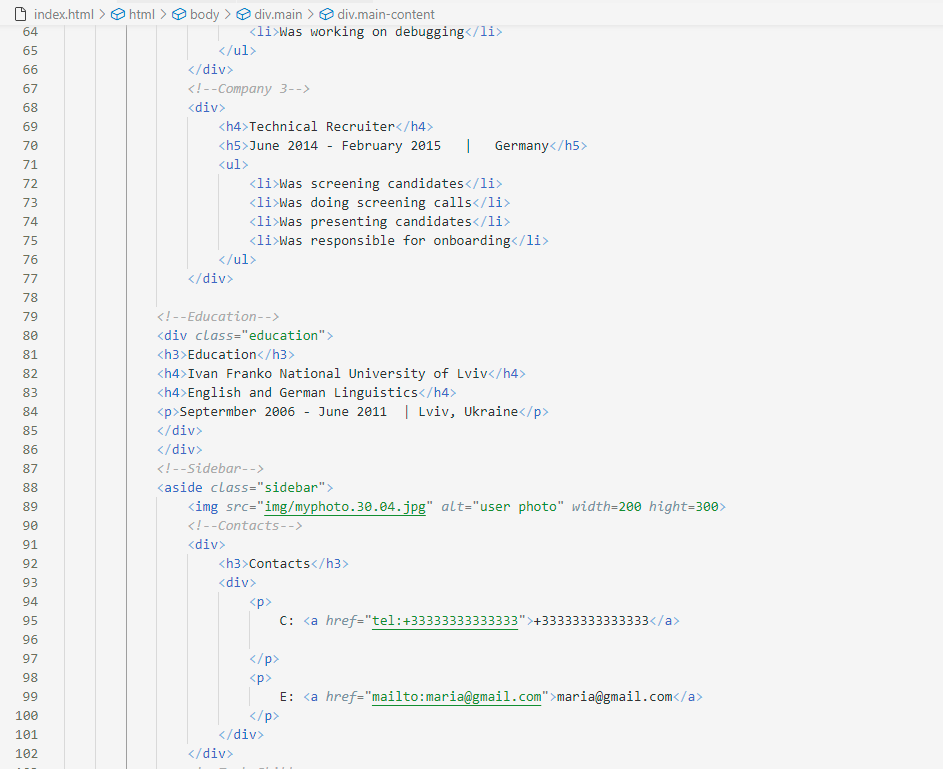 index.html > html > body > div.main > div.main-content
64 <li>Was working on debugging</li>
65 </ul>
66 </div>
67 <!--Company 3-->
68 <div>
69 <h4>Technical Recruiter</h4>
70 <h5>June 2014 - February 2015 | Germany</h5>
71 <ul>
72 <li>Was screening candidates</li>
73 <li>Was doing screening calls</li>
74 <li>Was presenting candidates</li>
75 <li>Was responsible for onboarding</li>
76 </ul>
77 </div>
78
79 <!--Education-->
80 <div class="education">
81 <h3>Education</h3>
82 <h4>Ivan Franko National University of Lviv</h4>
83 <h4>English and German Linguistics</h4>
84 <p>Septermber 2006 - June 2011 | Lviv, Ukraine</p>
85 </div>
86 </div>
87 <!--Sidebar-->
88 <aside class="sidebar">
89 <img src="img/myphoto.30.04.jpg" alt="user photo" width=200 hight=300>
90 <!--Contacts-->
91 <div>
92 <h3>Contacts</h3>
93 <div>
94 <p>
95 C: <a href="tel:+33333333333333">+33333333333333</a>
96
97 </p>
98 <p>
99 E: <a href="mailto:maria@gmail.com">maria@gmail.com</a>
100 </p>
101 </div>
102 </div>